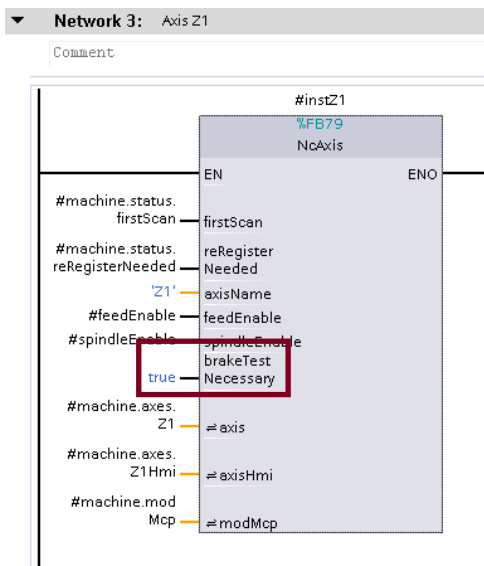 Network 3: Axis Z1
Comment
#instZ1
%FB79
NcAxis
EN ENO
#machine.status.
firstScan firstScan
#machine.status. reRegister
reRegisterNeeded Needed
'Z1' axisName
#feedEnable feedEnable
#spindleEnable spindleEnable
brakeTest
true Necessary
#machine.axes.
Z1 axis
#machine.axes.
Z1Hmi axisHmi
#machine.mod
Mcp modMcp